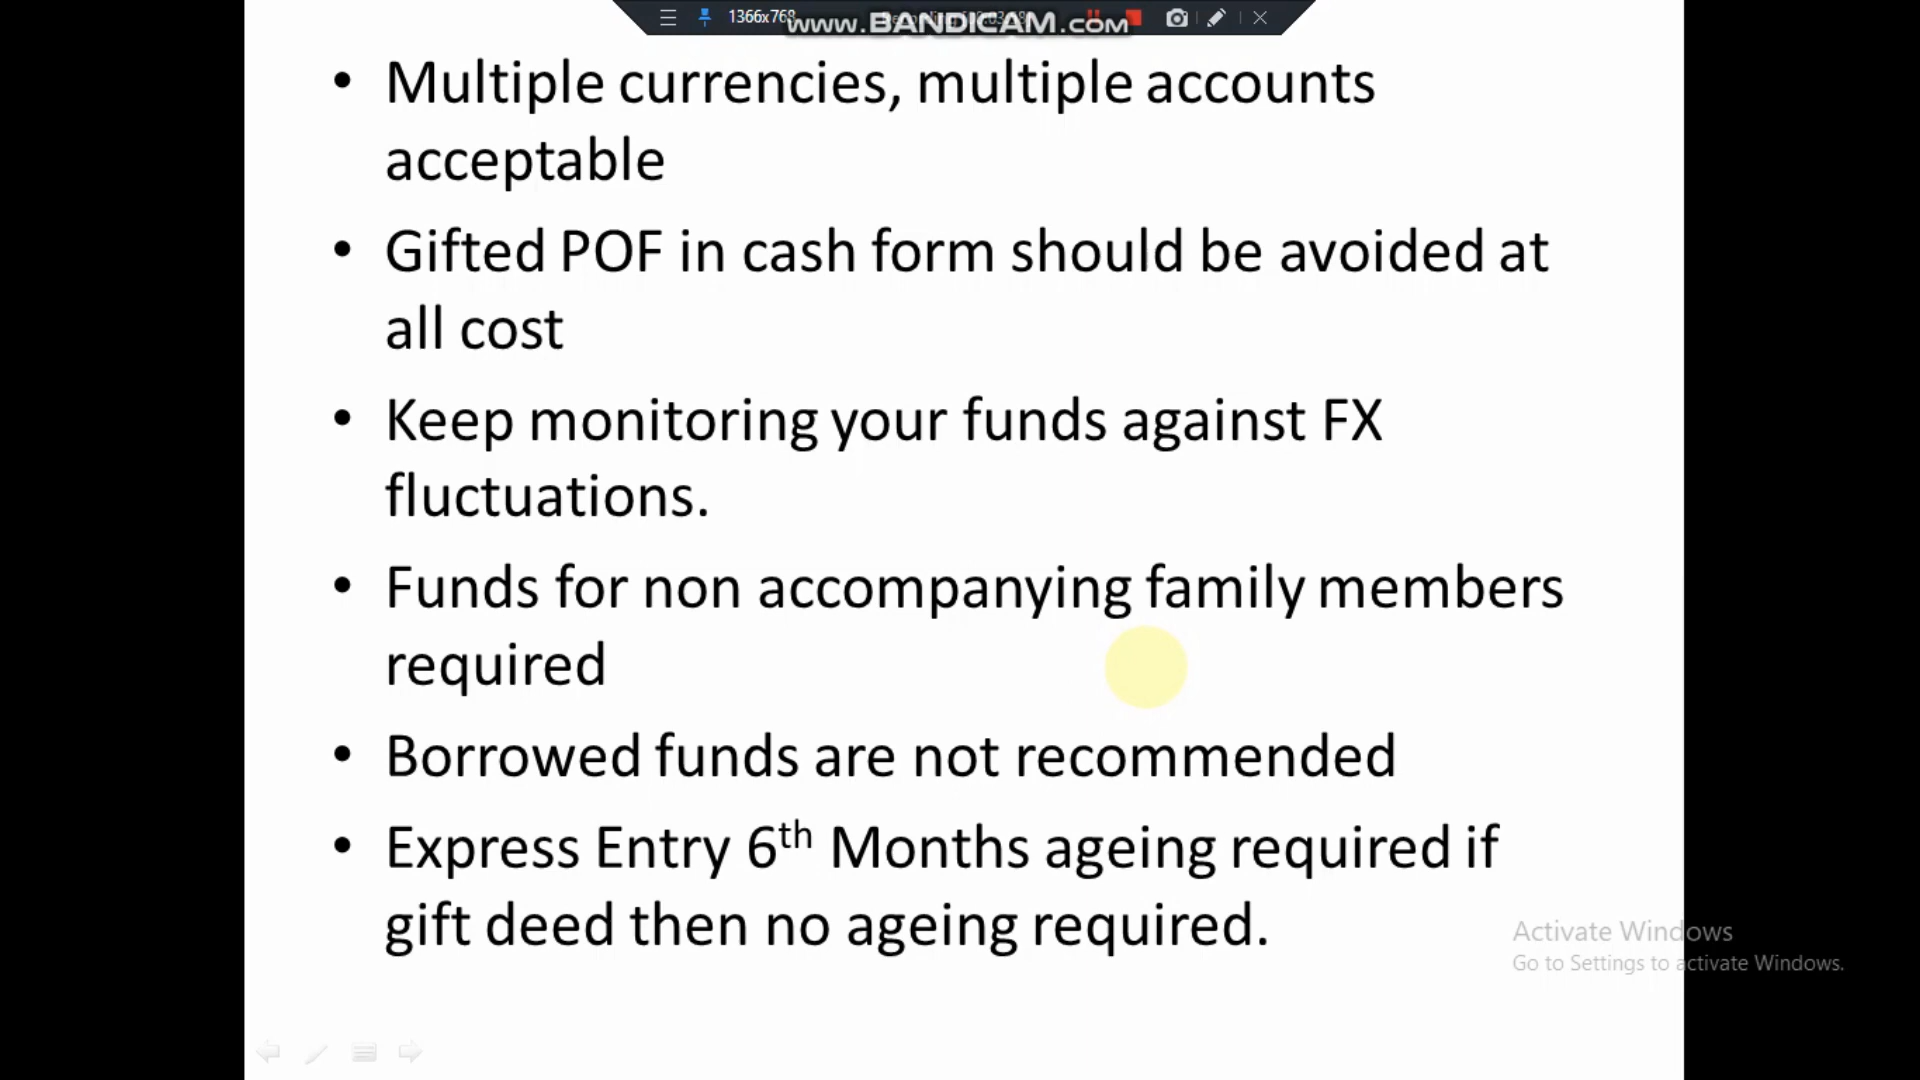 1366x768
www.BANDICAM.com
• Multiple currencies, multiple accounts
acceptable
• Gifted POF in cash form should be avoided at
all cost
• Keep monitoring your funds against FX
fluctuations.
• Funds for non accompanying family members
required
• Borrowed funds are not recommended
• Express Entry 6th Months ageing required if
gift deed then no ageing required.
Activate Windows
Go to Settings to activate Windows.